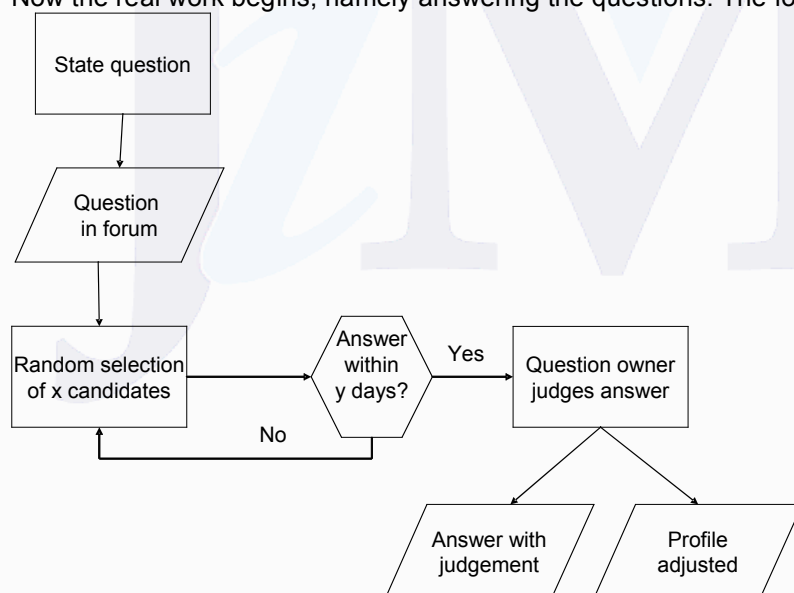 Now the real work begins, namely answering the questions. The fo
State question
Question
in forum
Random selection
of x candidates
Answer
within
y days?
Yes
Question owner
judges answer
No
Answer with
judgement
Profile
adjusted